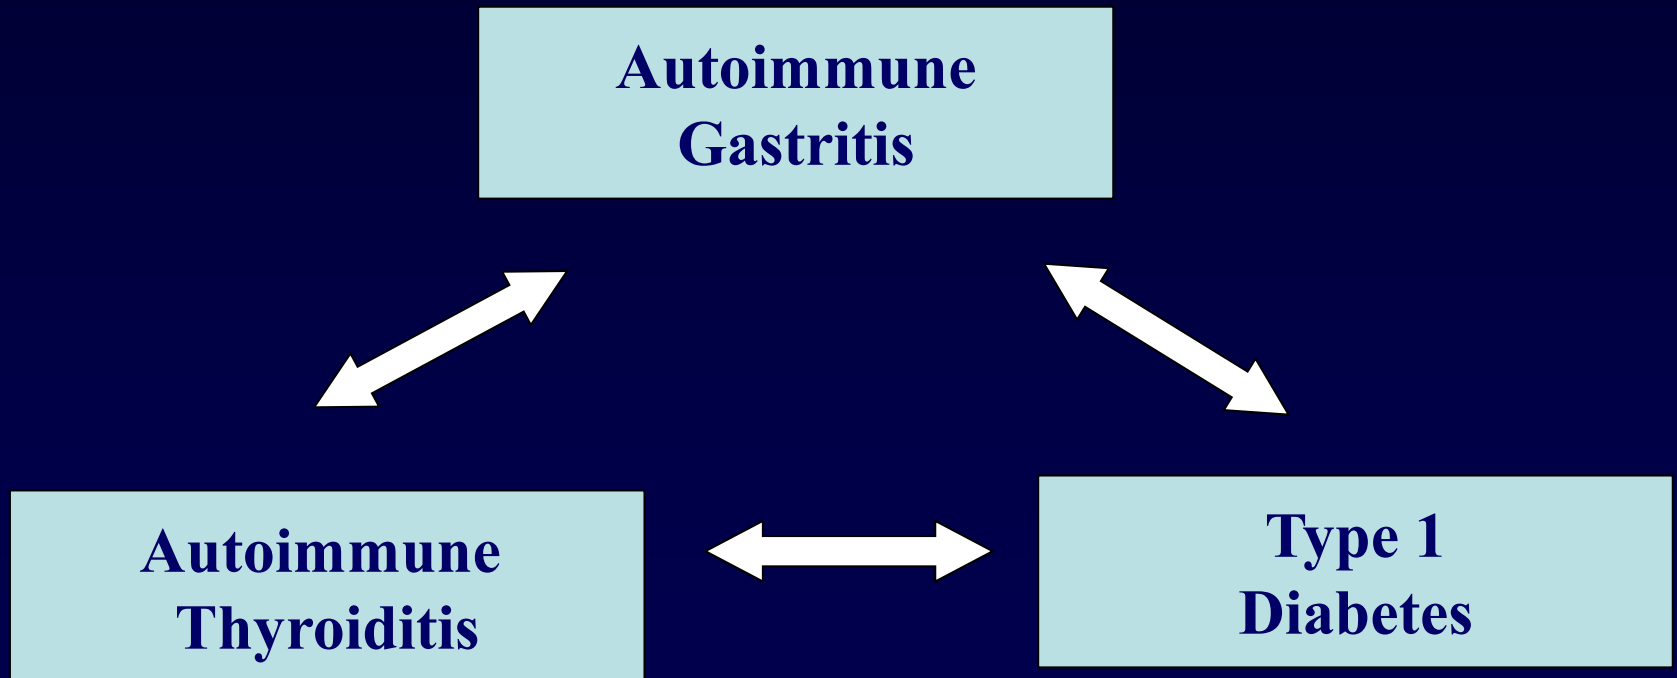 Autoimmune
Gastritis
Autoimmune
Thyroiditis
Type 1
Diabetes